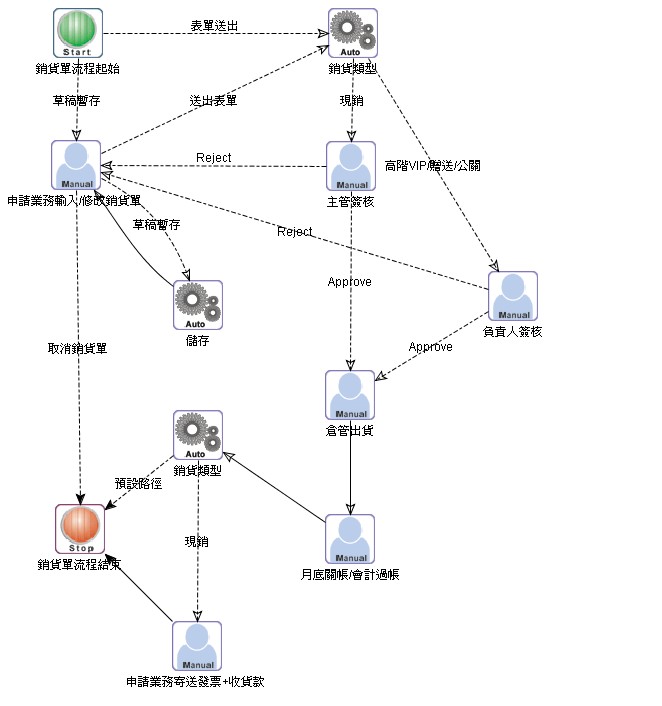 表單送出
Start
Auto
銷貨單流程起始
銷貨類型
草稿暫存
送出表單
現銷
Reject
高階VIP/贈送/公關
Manual
Manual
申請業務輸入/修改銷貨單
主管簽核
草稿暫存
Reject
Approve
Manual
Auto
負責人簽核
儲存
取消銷貨單
Approve
Manual
倉管出貨
Auto
銷貨類型
預設路徑
Stop
現銷
Manual
銷貨單流程結束
月底關帳/會計過帳
Manual
申請業務寄送發票+收貨款